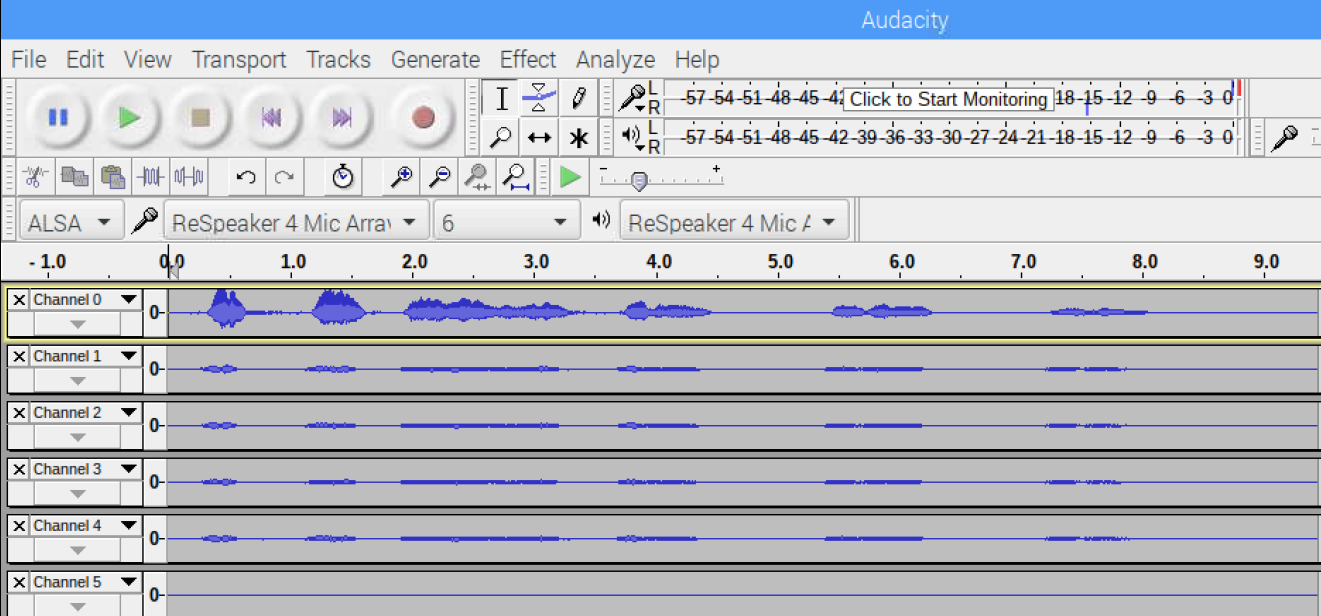 Audacity
File Edit View Transport Tracks Generate Effect Analyze Help
L
R
-57 -54 -51 -48 -45 -42 Click to Start Monitoring 18 -15 -12 -9 -6 -3 0
L
R
-57 -54 -51 -48 -45 -42 -39 -36 -33 -30 -27 -24 -21 -18 -15 -12 -9 -6 -3 0
- +
ALSA ReSpeaker 4 Mic Array 6 ReSpeaker 4 Mic A
- 1.0 0.0 1.0 2.0 3.0 4.0 5.0 6.0 7.0 8.0 9.0
X Channel 0 0-
X Channel 1 0-
X Channel 2 0-
X Channel 3 0-
X Channel 4 0-
X Channel 5 0-